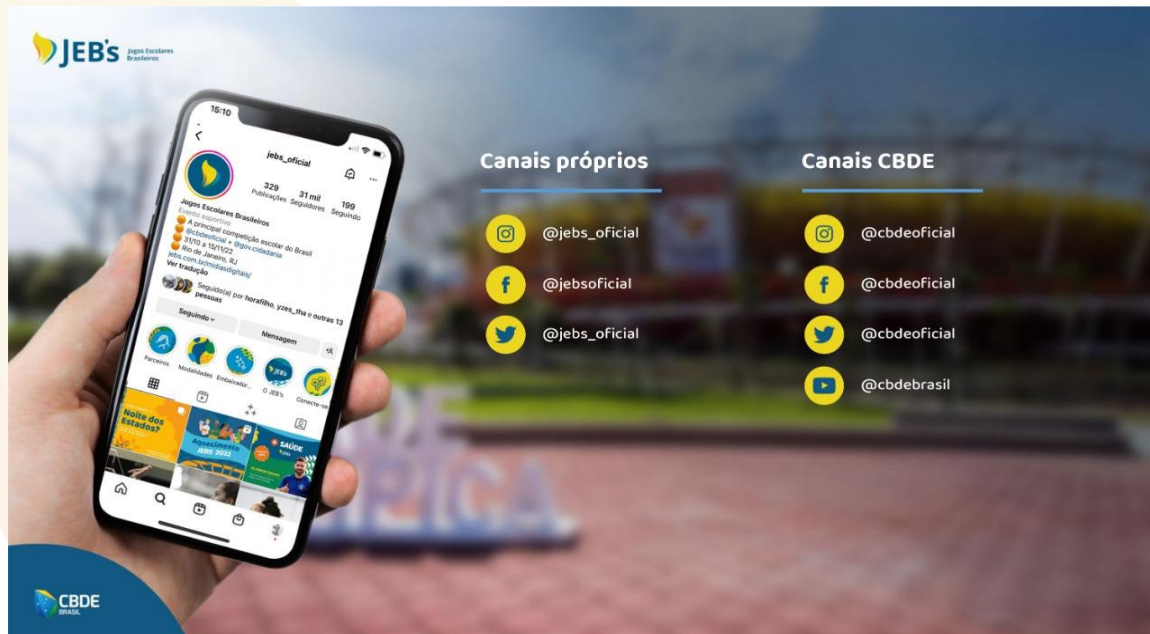 JEB's
Jogos Escolares
Brasileiros
15:10
jebs_oficial
329
Publicações
31 mil
Seguidores
199
Seguindo
Jogos Escolares Brasileiros
Evento esportivo
A principal competição escolar do Brasil
@cbdeoficial + @gov.cidadania
31/10 a 15/11/22
Rio de Janeiro, RJ
jebs.com.br/midiasdigitais/
Ver tradução
Seguido(a) por horafilho, yzes_tha e outras 13
pessoas
Seguindo
Mensagem
Parceiros
Modalidades
Embaixador...
O JEB's
Conecte-se
Noite dos
Estados?
Aquecimento
JEBS 2022
SAÚDE
Canais próprios
@jebs_oficial
@jebsoficial
@jebs_oficial
Canais CBDE
@cbdeoficial
@cbdeoficial
@cbdeoficial
@cbdebrasil
CBDE
BRASIL